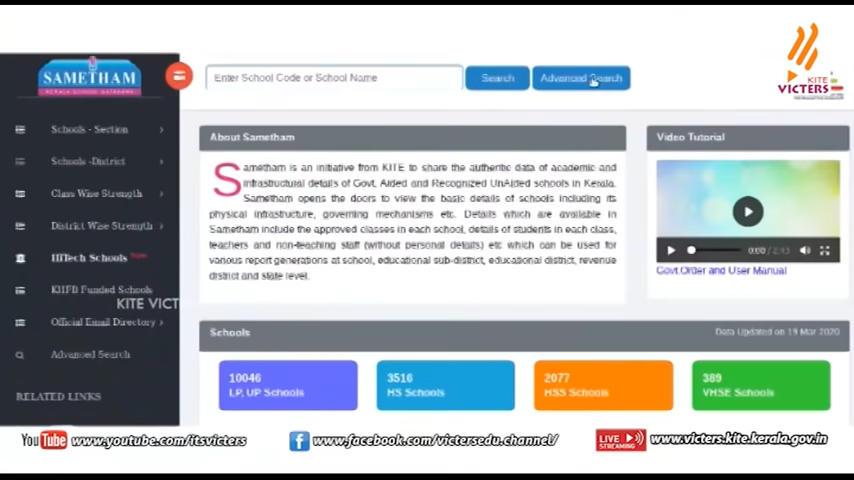 SAMETHAM
Enter School Code or School Name
Search
Advanced Search
KITE
VICTERS
Schools - Section
Schools -District
Class Wise Strength
District Wise Strength
HiTech Schools New
KIIFB Funded Schools
Official Email Directory
Advanced Search
RELATED LINKS
KITE VICT
About Sametham
Sametham is an initiative from KITE to share the authentic data of academic and
infrastructural details of Govt, Aided and Recognized UnAided schools in Kerala.
Sametham opens the doors to view the basic details of schools including its
physical infrastructure, governing mechanisms etc. Details which are available in
Sametham include the approved classes in each school, details of students in each class,
teachers and non-teaching staff (without personal details) etc which can be used for
various report generations at school, educational sub-district, educational district, revenue
district and state level.
Video Tutorial
0:00 / 2:43
Govt.Order and User Manual
Schools
Data Updated on 19 Mar 2020
10046
LP, UP Schools
3516
HS Schools
2077
HSS Schools
389
VHSE Schools
YouTube www.youtube.com/itsvicters
f www.facebook.com/victersedu.channel/
LIVE STREAMING www.victers.kite.kerala.gov.in